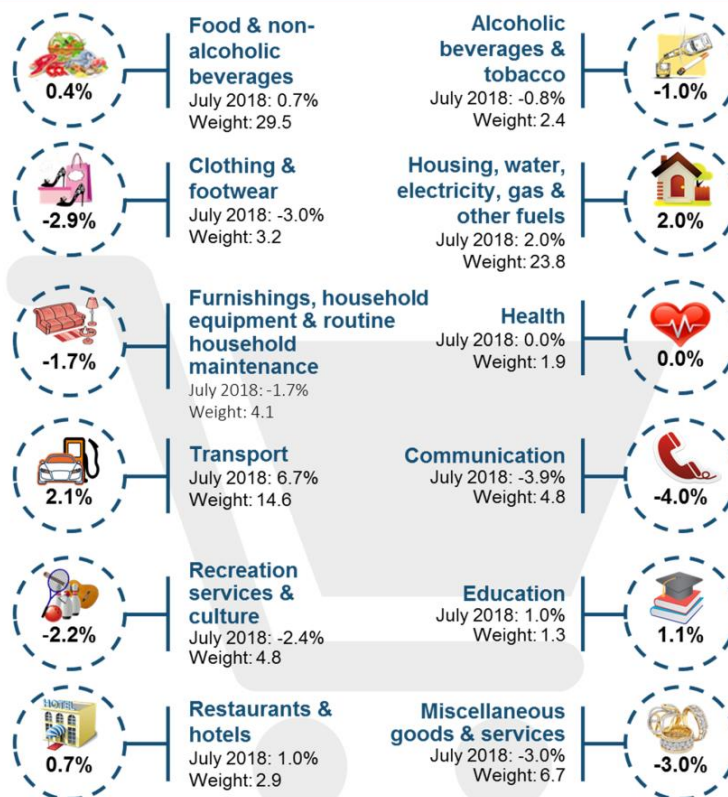 Food & non-
alcoholic
beverages
July 2018: 0.7%
Weight: 29.5
0.4%
Alcoholic
beverages &
tobacco
July 2018: -0.8%
Weight: 2.4
-1.0%
Clothing &
footwear
July 2018: -3.0%
Weight: 3.2
-2.9%
Housing, water,
electricity, gas &
other fuels
July 2018: 2.0%
Weight: 23.8
2.0%
Furnishings, household
equipment & routine
household
maintenance
July 2018: -1.7%
Weight: 4.1
-1.7%
Health
July 2018: 0.0%
Weight: 1.9
0.0%
Transport
July 2018: 6.7%
Weight: 14.6
2.1%
Communication
July 2018: -3.9%
Weight: 4.8
-4.0%
Recreation
services &
culture
July 2018: -2.4%
Weight: 4.8
-2.2%
Education
July 2018: 1.0%
Weight: 1.3
1.1%
HOTEL
Restaurants &
hotels
July 2018: 1.0%
Weight: 2.9
0.7%
Miscellaneous
goods & services
July 2018: -3.0%
Weight: 6.7
-3.0%